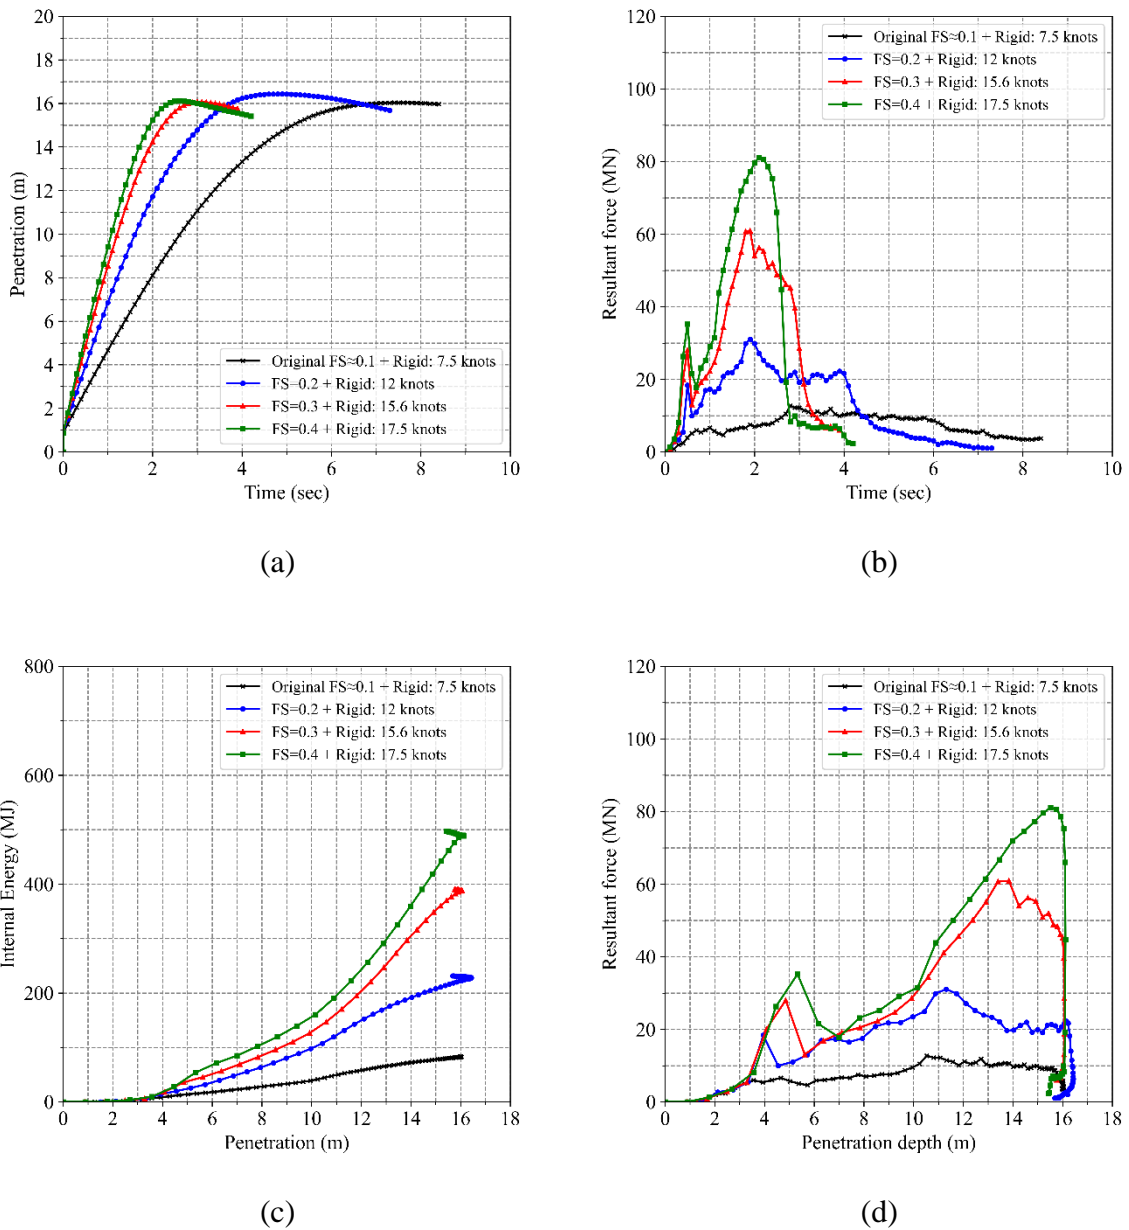 20
18
16
14
12
10
8
6
4
2
0
0 2 4 6 8 10
Penetration (m)
Time (sec)
Original FS≈0.1 + Rigid: 7.5 knots
FS=0.2 + Rigid: 12 knots
FS=0.3 + Rigid: 15.6 knots
FS=0.4 + Rigid: 17.5 knots
(a)
120
100
80
60
40
20
0
0 2 4 6 8 10
Resultant force (MN)
Time (sec)
Original FS≈0.1 + Rigid: 7.5 knots
FS=0.2 + Rigid: 12 knots
FS=0.3 + Rigid: 15.6 knots
FS=0.4 + Rigid: 17.5 knots
(b)
800
600
400
200
0
0 2 4 6 8 10 12 14 16 18
Internal Energy (MJ)
Penetration (m)
Original FS≈0.1 + Rigid: 7.5 knots
FS=0.2 + Rigid: 12 knots
FS=0.3 + Rigid: 15.6 knots
FS=0.4 + Rigid: 17.5 knots
(c)
120
100
80
60
40
20
0
0 2 4 6 8 10 12 14 16 18
Resultant force (MN)
Penetration depth (m)
Original FS≈0.1 + Rigid: 7.5 knots
FS=0.2 + Rigid: 12 knots
FS=0.3 + Rigid: 15.6 knots
FS=0.4 + Rigid: 17.5 knots
(d)